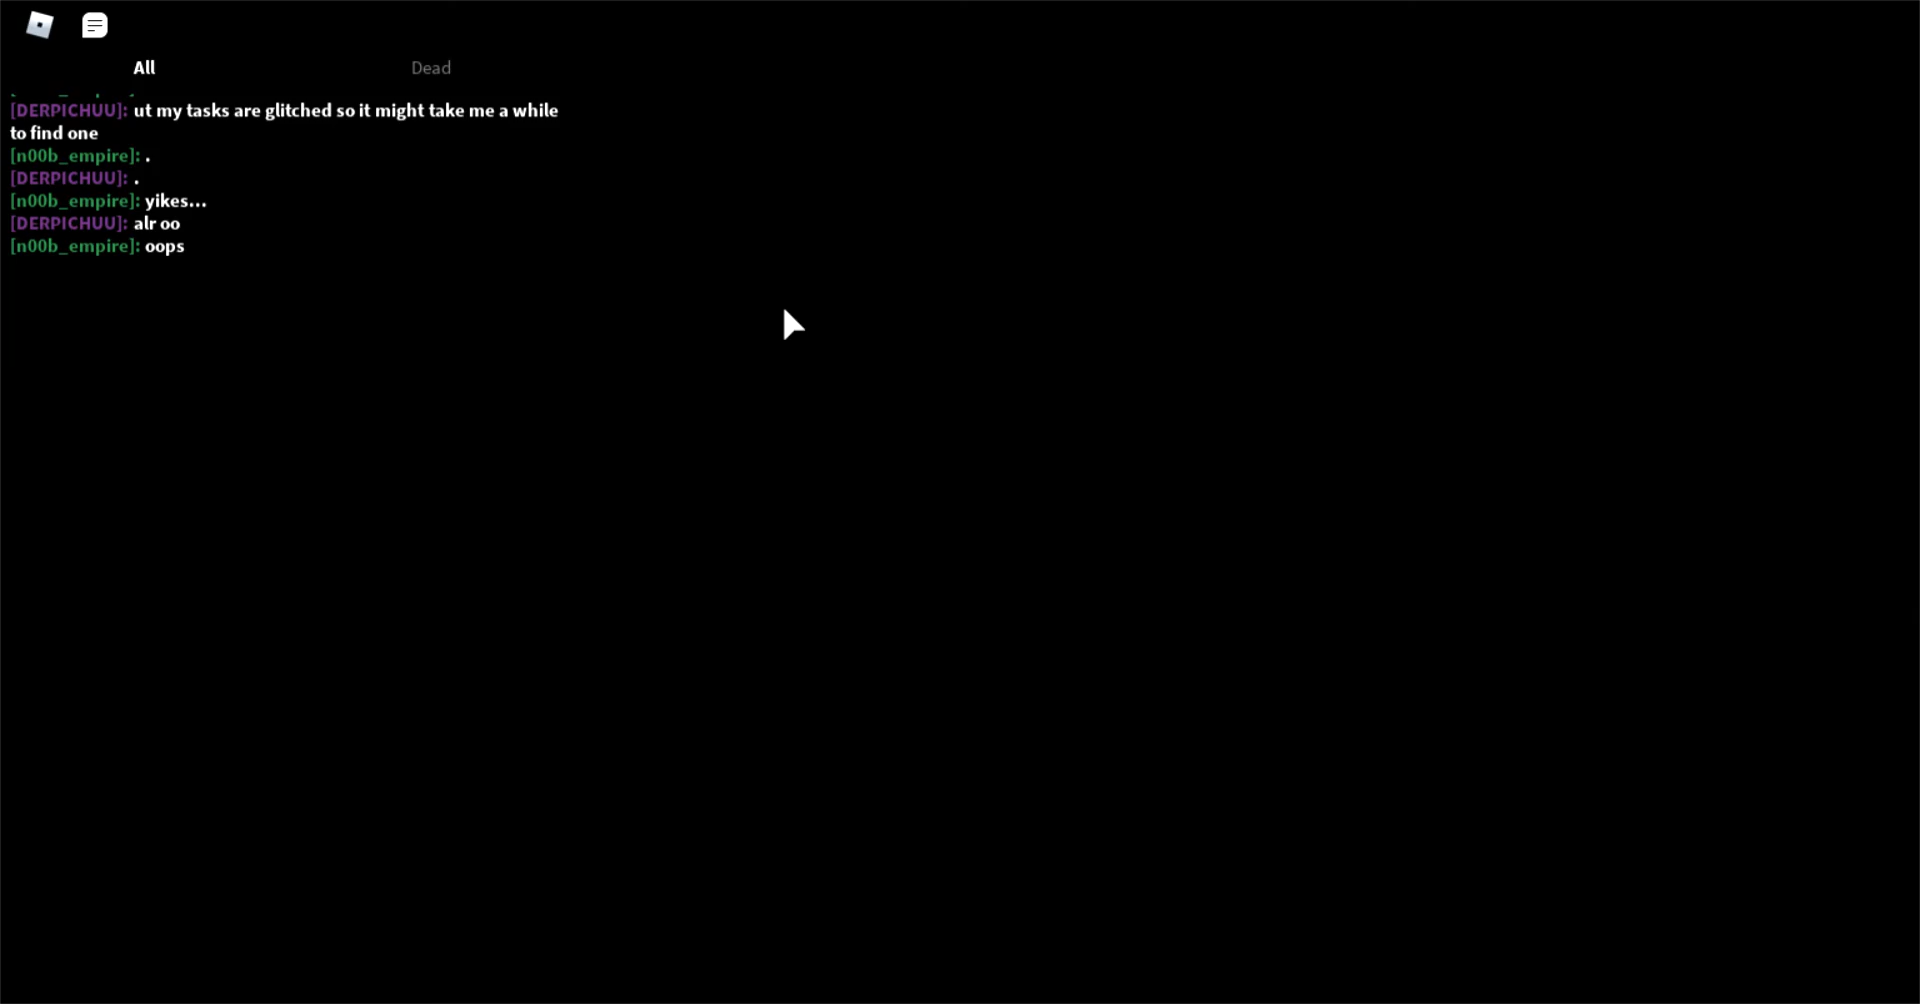 All
Dead
[DERPICHUU]: ut my tasks are glitched so it might take me a while
to find one
[n00b_empire]: .
[DERPICHUU]: .
[n00b_empire]: yikes...
[DERPICHUU]: alr oo
[n00b_empire]: oops